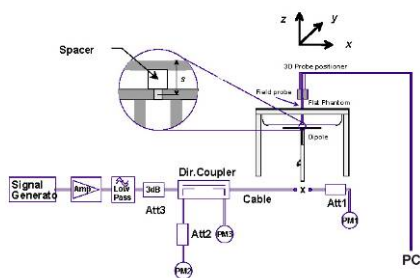 z
y
x
Spacer
s
3D Probe positioner
Field probe
Flat Phantom
Dipole
Signal
Generato
Amp
Low
Pass
3dB
Att3
Dir.Coupler
Cable
x
Att1
PM1
Att2
PM3
PM2
PC